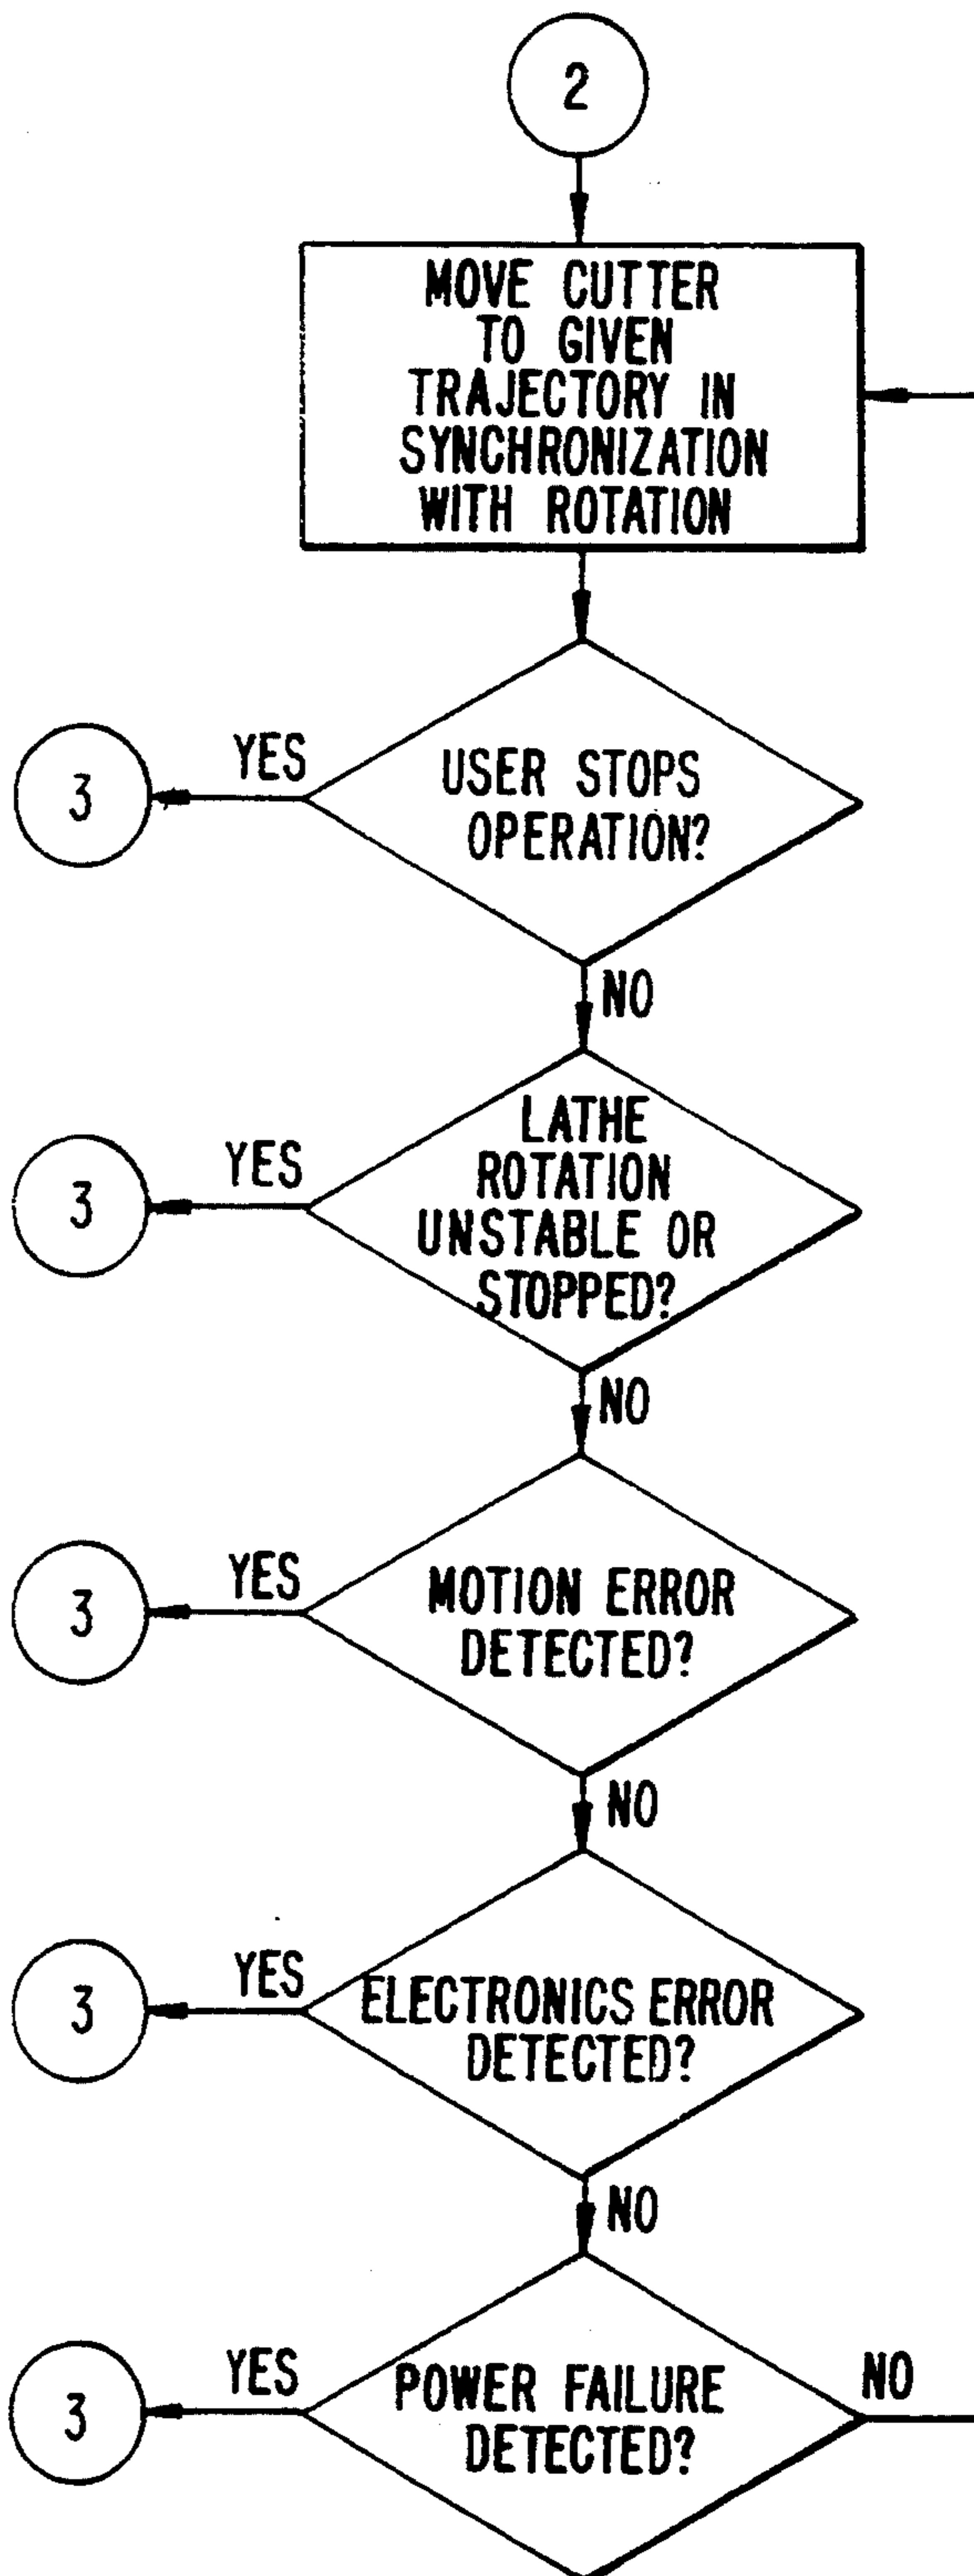 2
MOVE CUTTER
TO GIVEN
TRAJECTORY IN
SYNCHRONIZATION
WITH ROTATION
YES
3
USER STOPS
OPERATION?
NO
YES
3
LATHE
ROTATION
UNSTABLE OR
STOPPED?
NO
YES
3
MOTION ERROR
DETECTED?
NO
YES
3
ELECTRONICS ERROR
DETECTED?
NO
YES
3
POWER FAILURE
DETECTED?
NO